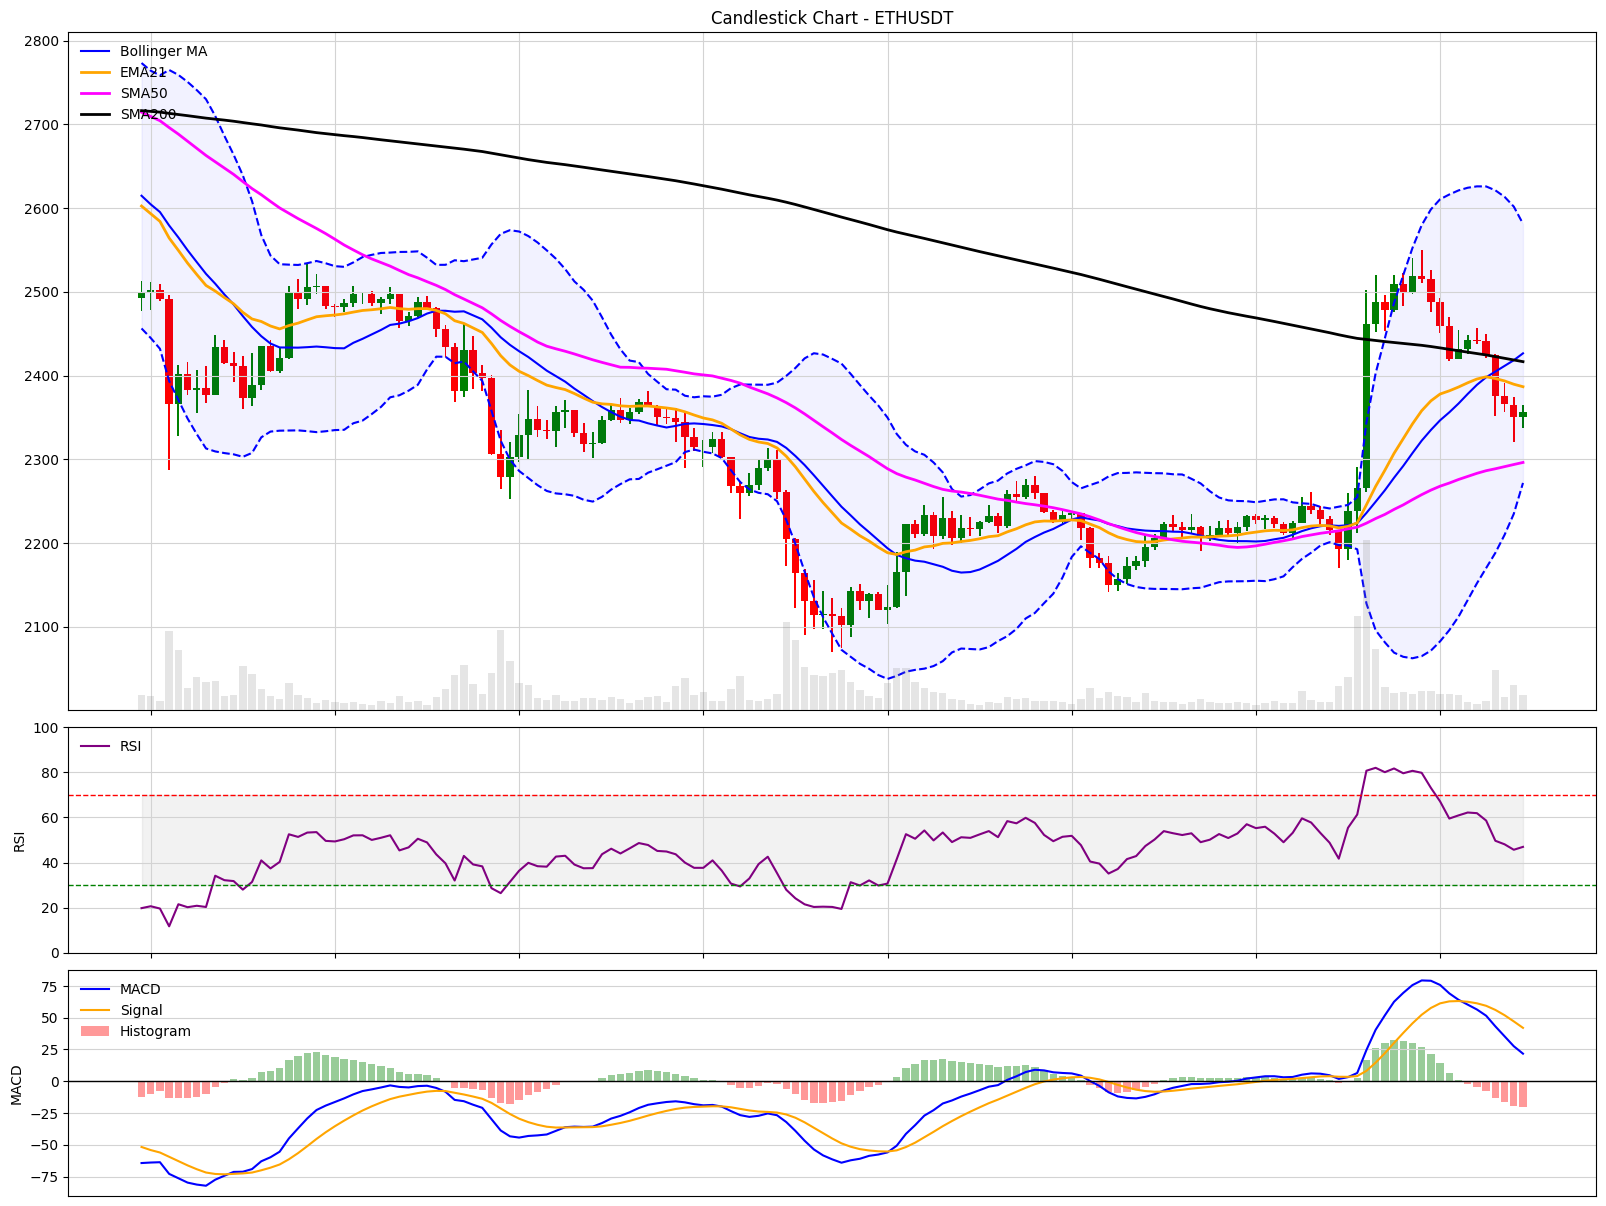 Candlestick Chart - ETHUSDT
2800
2700
2600
2500
2400
2300
2200
2100
Bollinger MA
EMA21
SMA50
SMA200
100
80
60
40
20
0
RSI
RSI
75
50
25
0
−25
−50
−75
MACD
MACD
Signal
Histogram